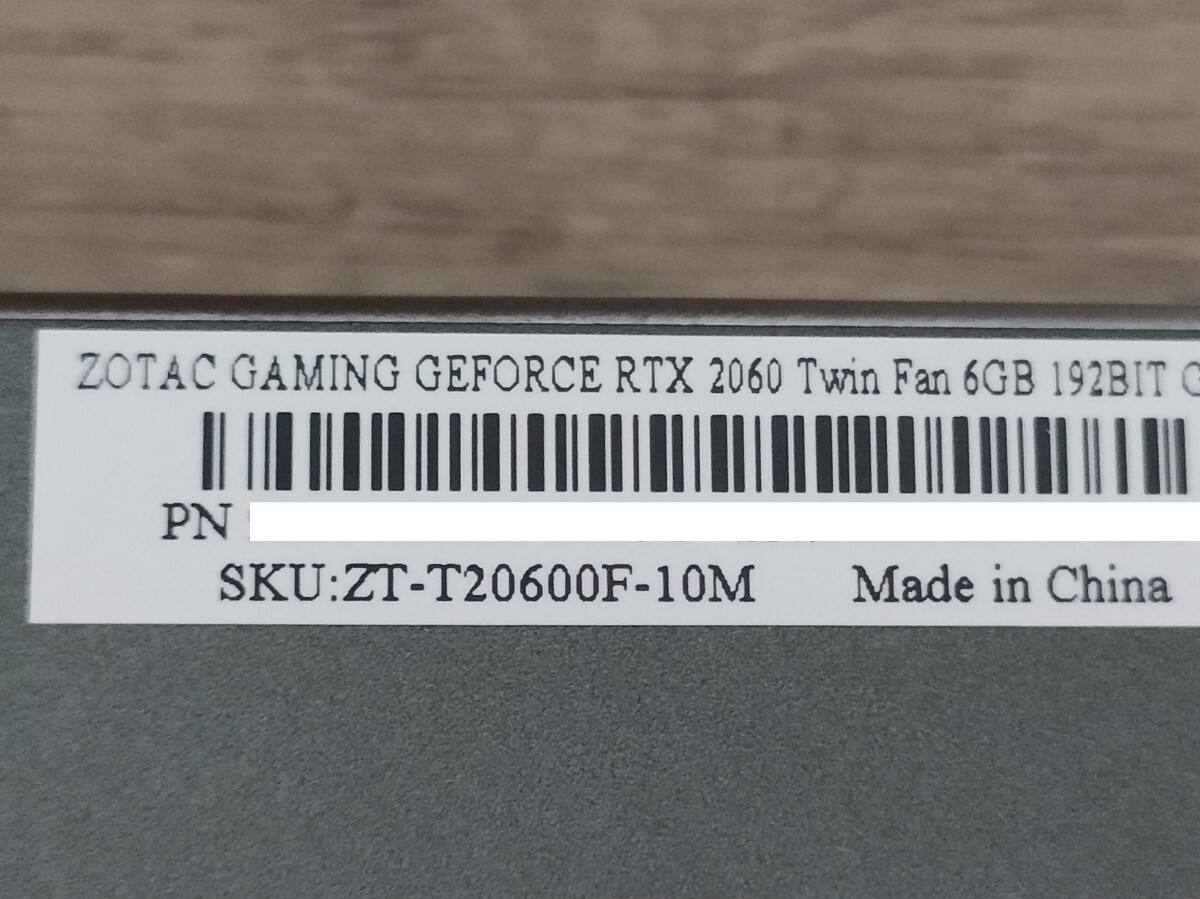 ZOTAC GAMING GEFORCE RTX 2060 Twin Fan 6GB 192BIT
PN
SKU:ZT-T20600F-10M Made in China